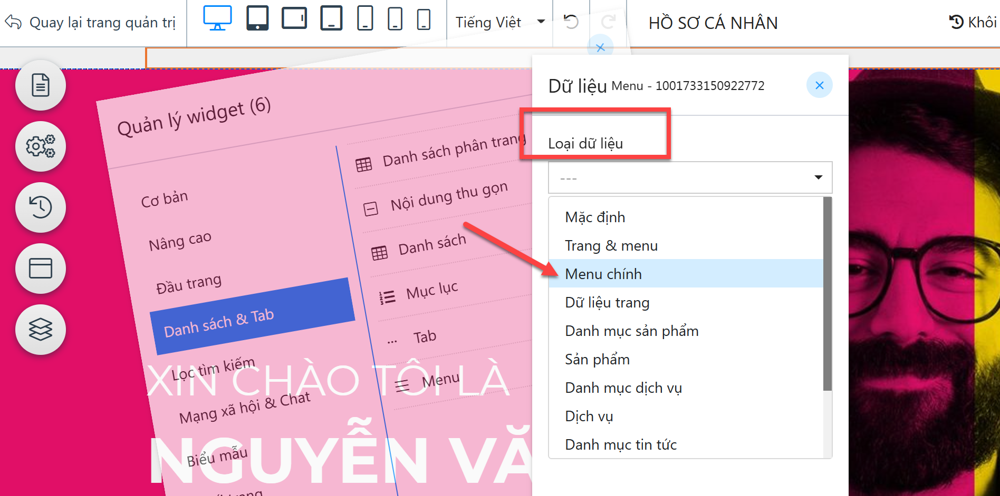 Quay lại trang quản trị
Tiếng Việt
HỒ SƠ CÁ NHÂN
Khôi
Quản lý widget (6)
Cơ bản
Nâng cao
Đầu trang
Danh sách & Tab
Lọc tìm kiếm
Mạng xã hội & Chat
Biểu mẫu
Danh sách phân trang
Nội dung thu gọn
Danh sách
Mục lục
Tab
Menu
XIN CHÀO TÔI LÀ
NGUYỄN VĂ
Dữ liệu Menu - 1001733150922772
Loại dữ liệu
---
Mặc định
Trang & menu
Menu chính
Dữ liệu trang
Danh mục sản phẩm
Sản phẩm
Danh mục dịch vụ
Dịch vụ
Danh mục tin tức